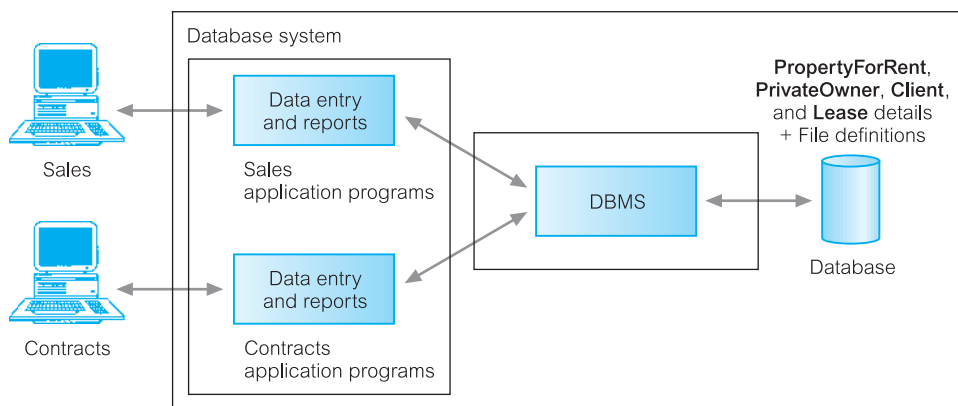 Database system
Data entry
and reports
Sales
Sales
application programs
PropertyForRent,
PrivateOwner, Client,
and Lease details
+ File definitions
DBMS
Database
Data entry
and reports
Contracts
Contracts
application programs